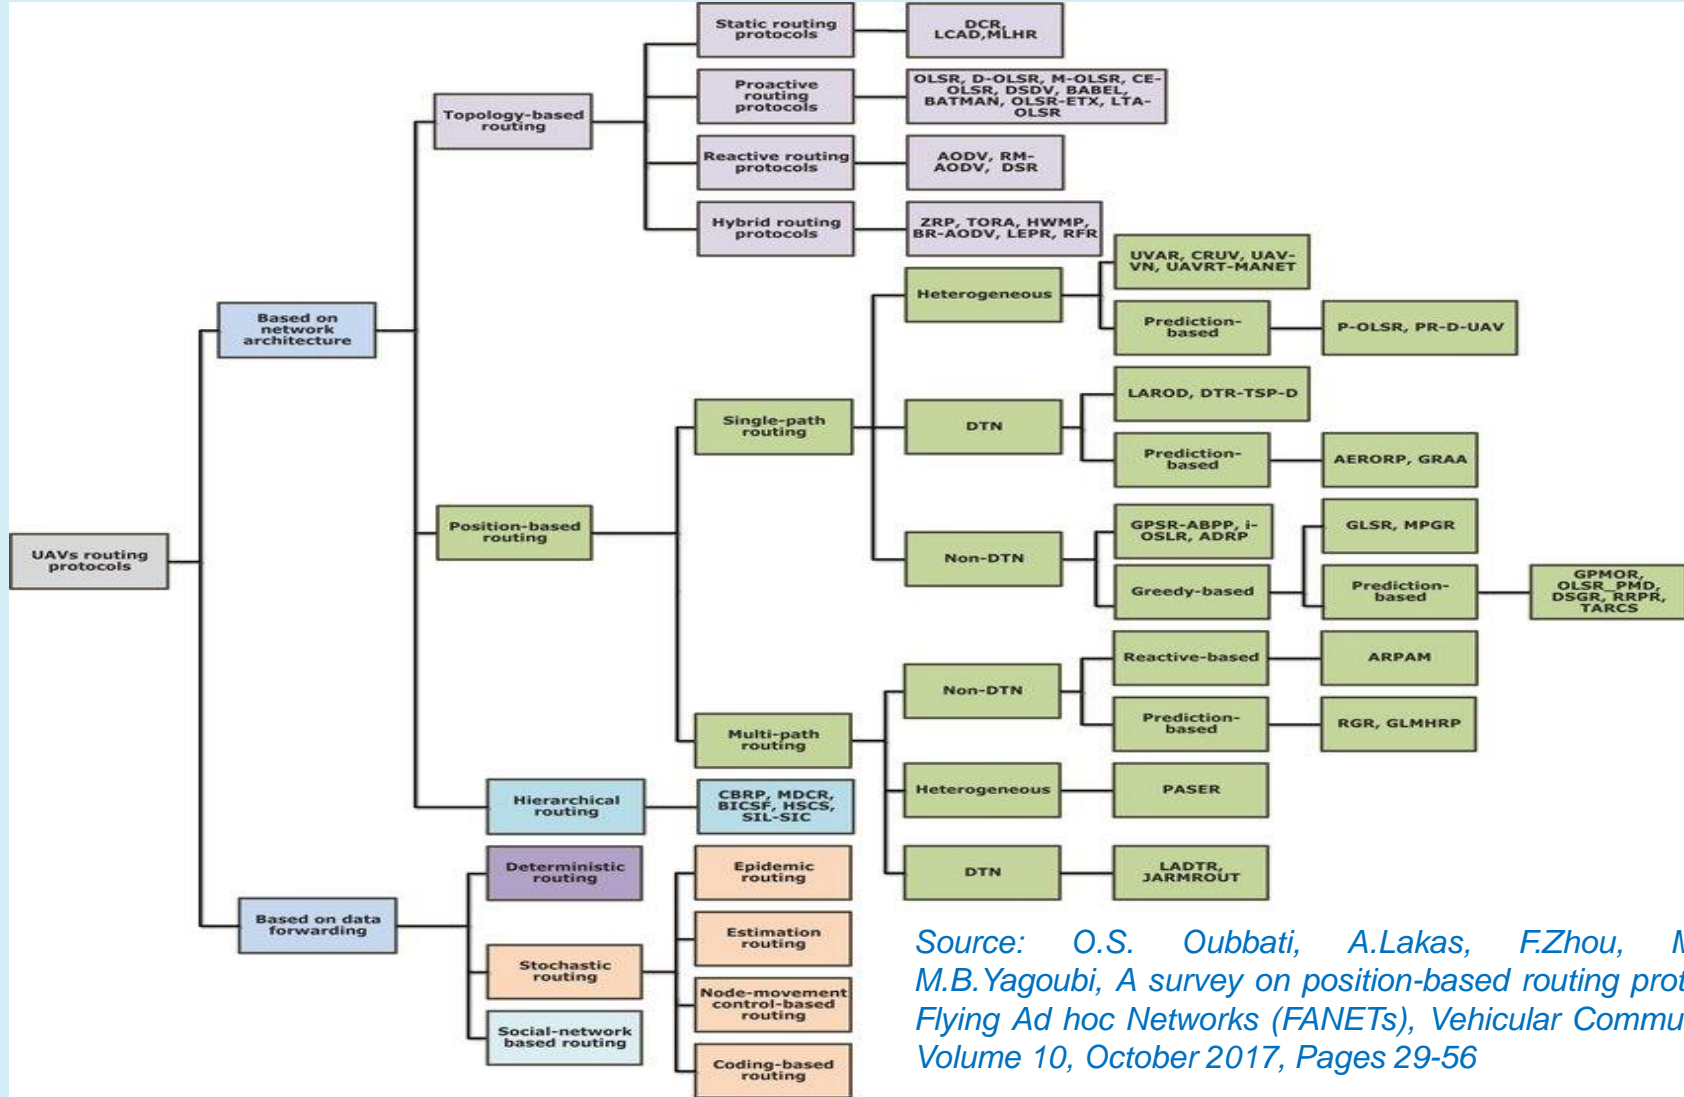 Static routing
protocols
DCR,
LCAD,MLHR
Proactive
routing
protocols
OLSR, D-OLSR, M-OLSR, CE-
OLSR, DSDV, BABEL,
BATMAN, OLSR-ETX, LTA-
OLSR
Topology-based
routing
Reactive routing
protocols
AODV, RM-
AODV, DSR
Hybrid routing
protocols
ZRP, TORA, HWMP,
BR-AODV, LEPR, RFR
UVAR, CRUV, UAV-
VN, UAVRT-MANET
Heterogeneous
Based on
network
architecture
Prediction-
based
P-OLSR, PR-D-UAV
LAROD, DTR-TSP-D
Single-path
routing
DTN
Prediction-
based
AERORP, GRAA
Position-based
routing
GPSR-ABPP, i-
OSLR, ADRP
GLSR, MPGR
UAVs routing
protocols
Non-DTN
Greedy-based
Prediction-
based
GPMOR,
OLSR_PMD,
DSGR, RRPR,
TARCS
Reactive-based
ARPAM
Non-DTN
Prediction-
based
RGR, GLMHRP
Multi-path
routing
Hierarchical
routing
CBRP, MDCR,
BICSF, HSCS,
SIL-SIC
Heterogeneous
PASER
Deterministic
routing
Epidemic
routing
DTN
LADTR,
JARMROUT
Based on data
forwarding
Estimation
routing
Stochastic
routing
Node-movement
control-based
routing
Social-network
based routing
Coding-based
routing
Source: O.S. Oubbati, A.Lakas, F.Zhou, M
M.B.Yagoubi, A survey on position-based routing prot
Flying Ad hoc Networks (FANETs), Vehicular Commu
Volume 10, October 2017, Pages 29-56